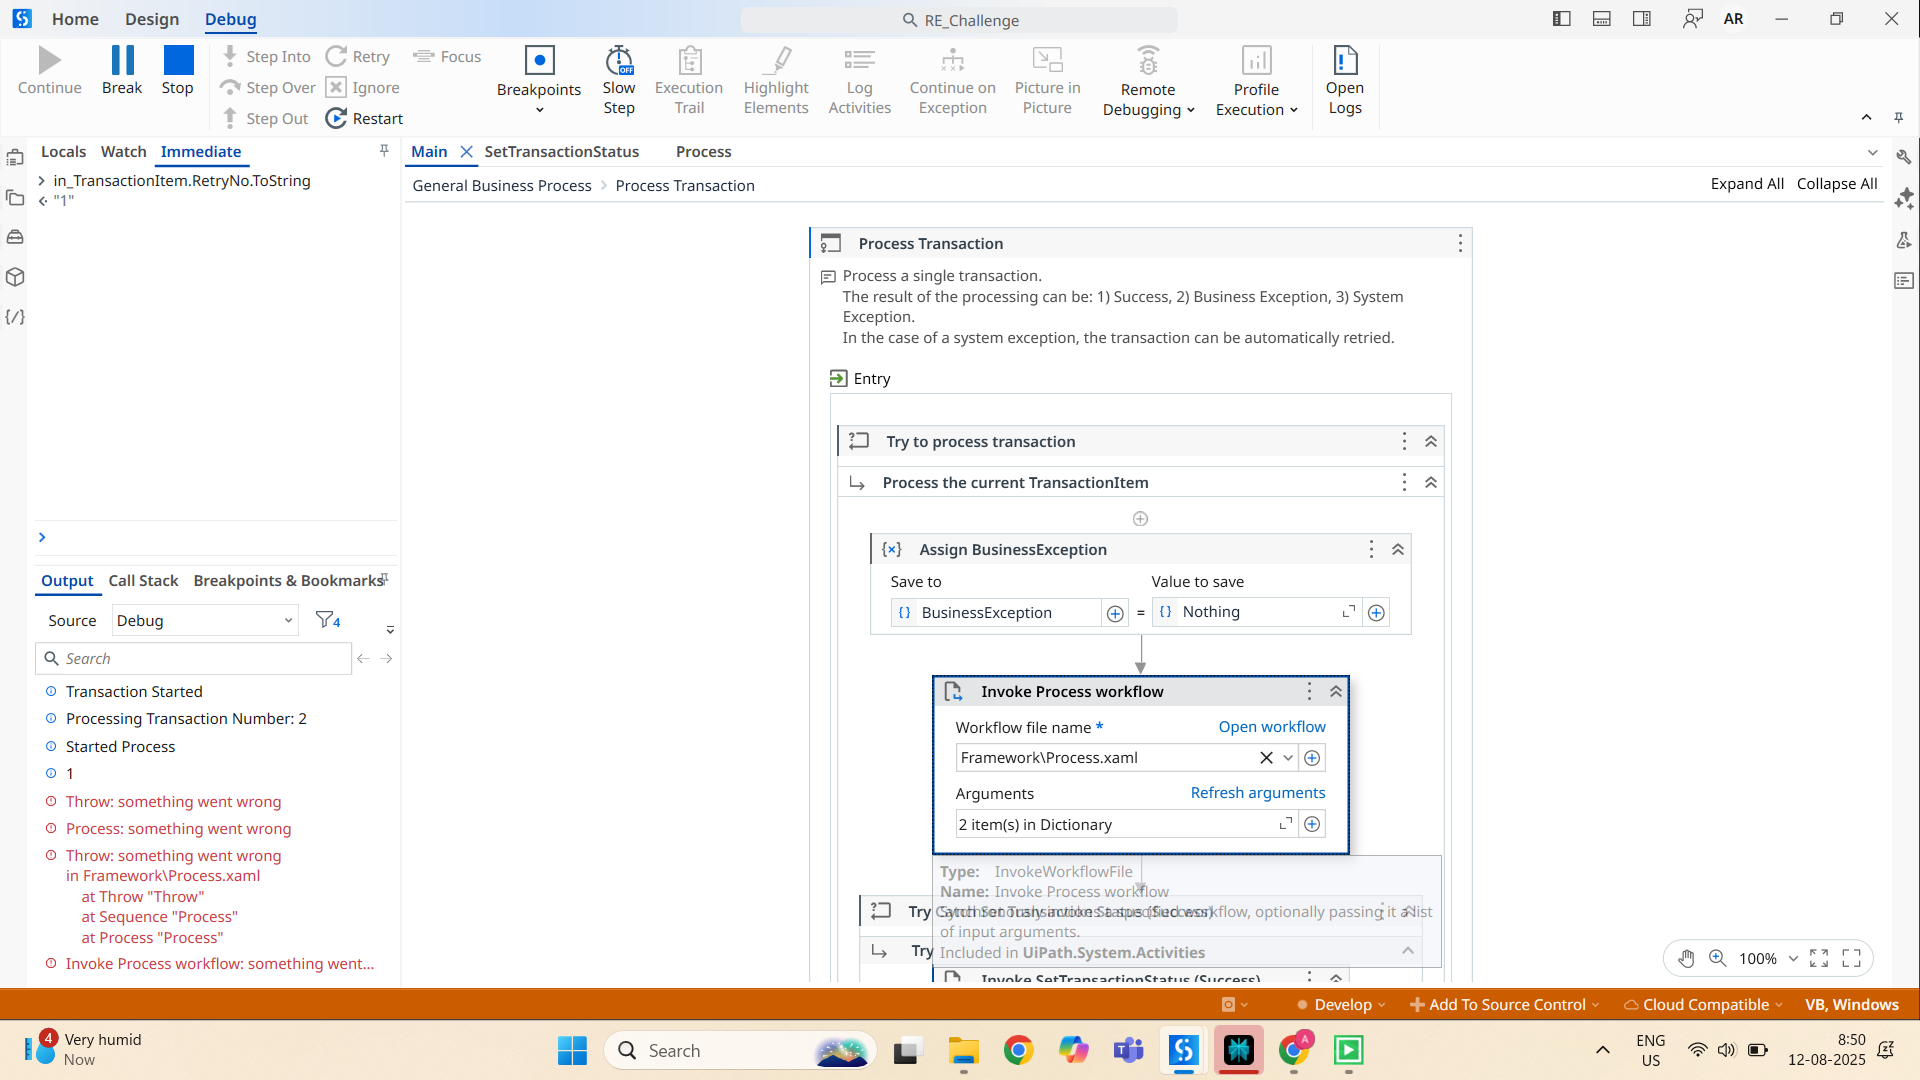 Home Design Debug
RE_Challenge
AR
Continue
Break
Stop
Step Into
Step Over
Step Out
Retry
Ignore
Restart
Focus
Breakpoints
Slow
Step
Execution
Trail
Highlight
Elements
Log
Activities
Continue on
Exception
Picture in
Picture
Remote
Debugging
Profile
Execution
Open
Logs
Locals Watch Immediate
in_TransactionItem.RetryNo.ToString
"1"
Output Call Stack Breakpoints & Bookmarks
Source Debug 4
Search
Transaction Started
Processing Transaction Number: 2
Started Process
1
Throw: something went wrong
Process: something went wrong
Throw: something went wrong
in Framework\Process.xaml
at Throw "Throw"
at Sequence "Process"
at Process "Process"
Invoke Process workflow: something went...
Main SetTransactionStatus Process
General Business Process > Process Transaction
Expand All Collapse All
Process Transaction
Process a single transaction.
The result of the processing can be: 1) Success, 2) Business Exception, 3) System
Exception.
In the case of a system exception, the transaction can be automatically retried.
Entry
Try to process transaction
Process the current TransactionItem
Assign BusinessException
Save to Value to save
BusinessException = Nothing
Invoke Process workflow
Workflow file name * Open workflow
Framework\Process.xaml
Arguments Refresh arguments
2 item(s) in Dictionary
Type: InvokeWorkflowFile
Name: Invoke Process workflow
Synchronously invokes a specified workflow, optionally passing it a list
of input arguments.
Included in UiPath.System.Activities
Try Catch Set Transaction Status (Success)
Try
Invoke SetTransactionStatus (Success)
100%
Develop
Add To Source Control
Cloud Compatible
VB, Windows
4
Very humid
Now
Search
A
ENG
US
8:50
12-08-2025